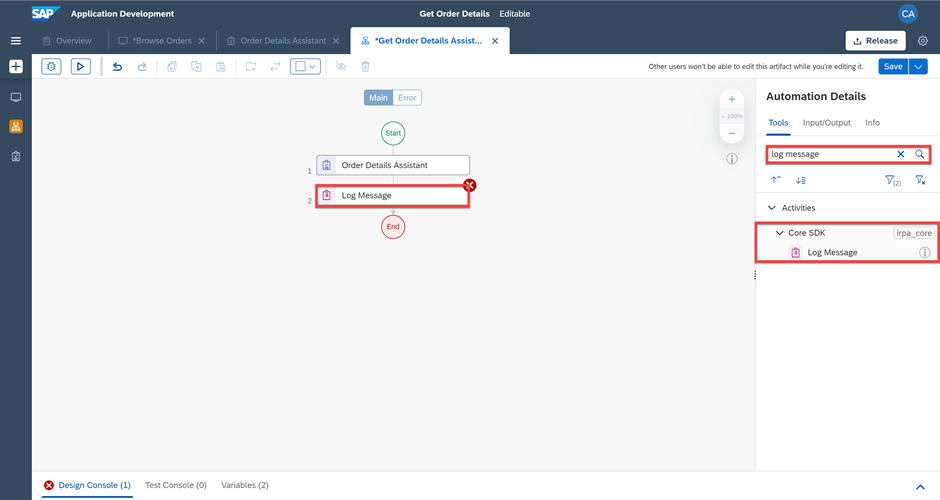 SAP Application Development Get Order Details Editable CA
Overview *Browse Orders Order Details Assistant *Get Order Details Assist... Release
Other users won't be able to edit this artifact while you're editing it. Save
Main Error
Start
1 Order Details Assistant
2 Log Message
End
100%
Automation Details
Tools Input/Output Info
log message
(2)
Activities
Core SDK irpa_core
Log Message
Design Console (1) Test Console (0) Variables (2)